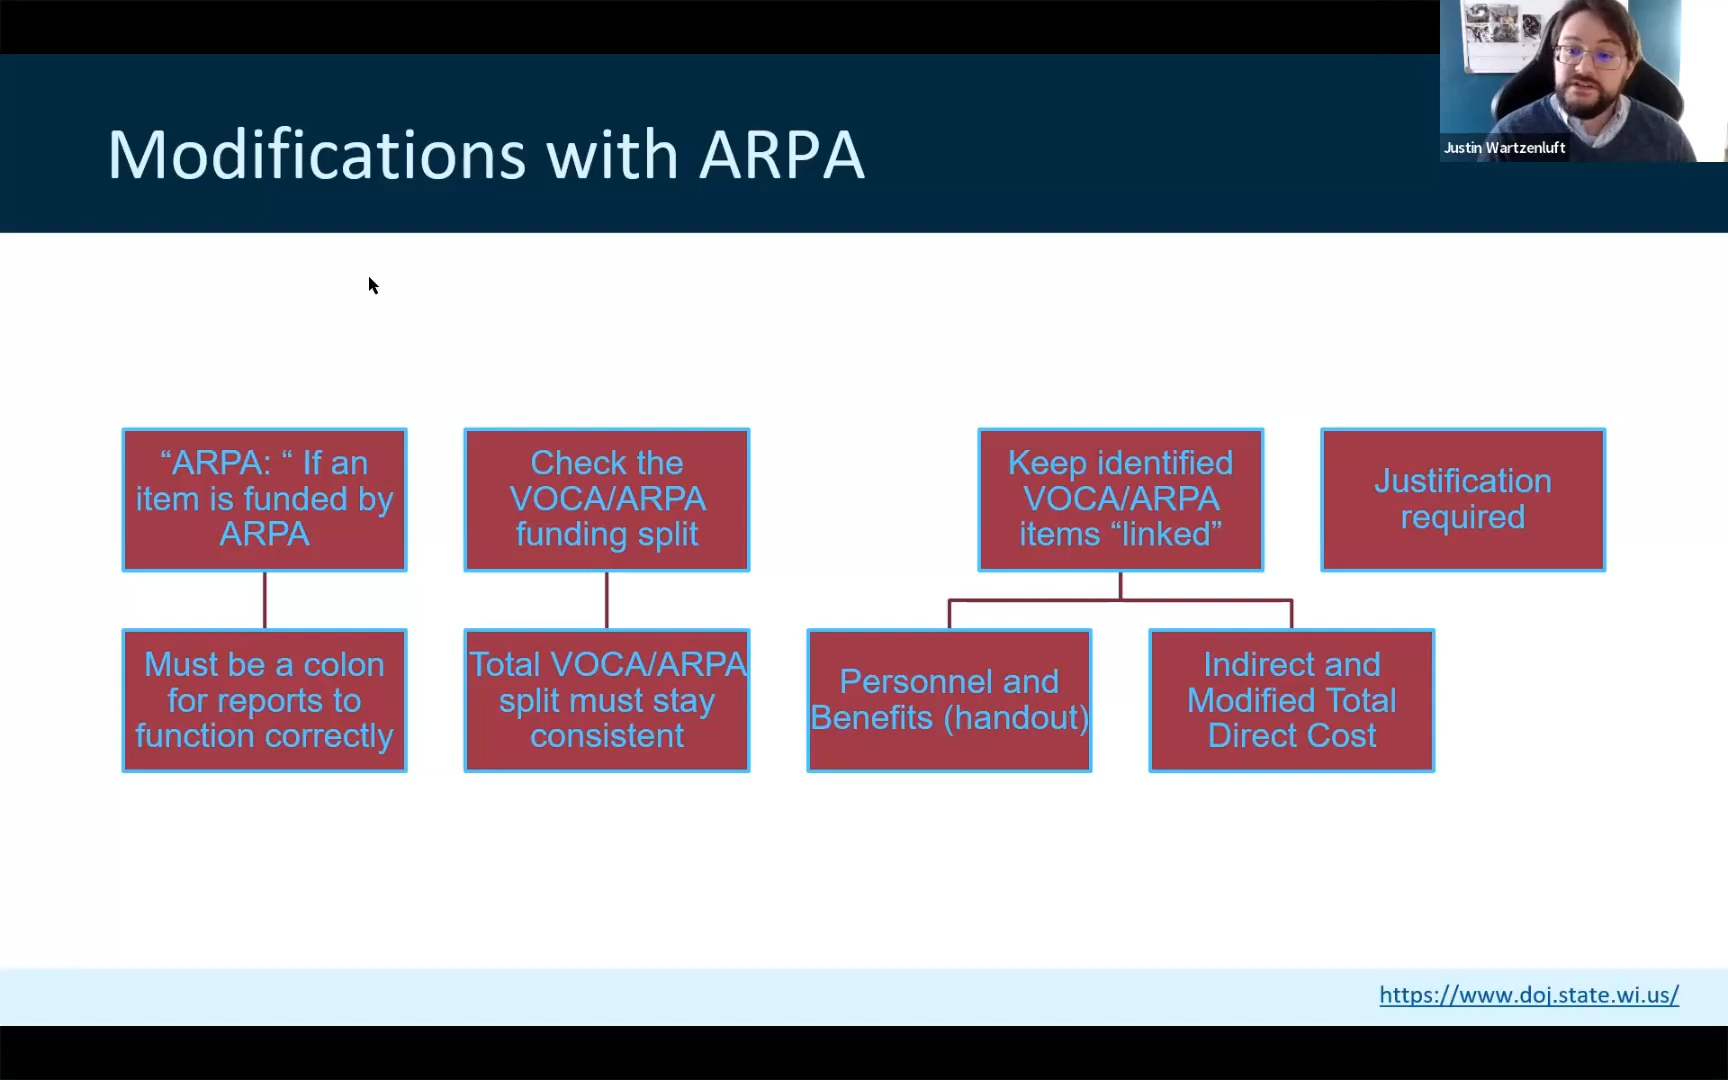 Modifications with ARPA
Justin Wartzenluft
“ARPA: “ If an
item is funded by
ARPA
Check the
VOCA/ARPA
funding split
Keep identified
VOCA/ARPA
items “linked”
Justification
required
Must be a colon
for reports to
function correctly
Total VOCA/ARPA
split must stay
consistent
Personnel and
Benefits (handout)
Indirect and
Modified Total
Direct Cost
https://www.doj.state.wi.us/